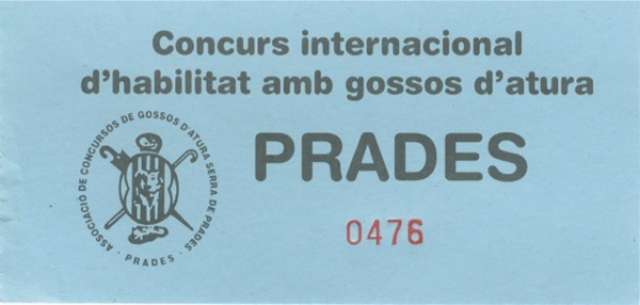 Concurs internacional
d'habilitat amb gossos d'atura
PRADES
0476
ASSOCIACIÓ DE CONCURSOS DE GOSSOS D'ATURA SERRA DE PRADES
· PRADES ·